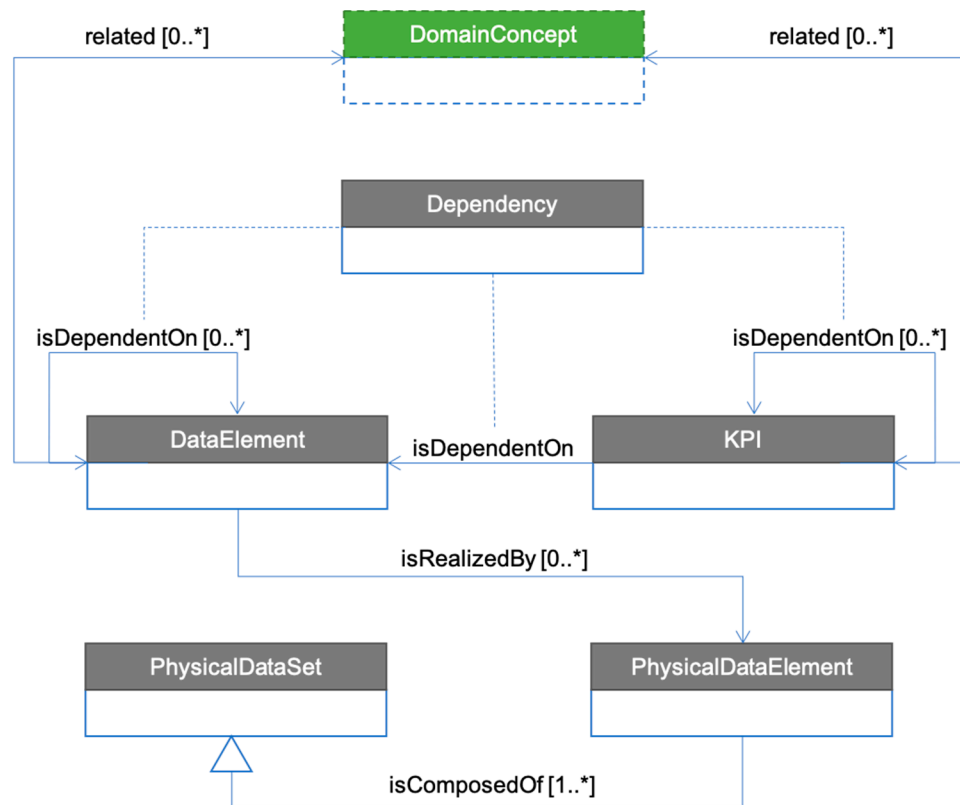 related [0..*]
DomainConcept
related [0..*]
Dependency
isDependentOn [0..*]
isDependentOn [0..*]
DataElement
isDependentOn
KPI
isRealizedBy [0..*]
PhysicalDataSet
PhysicalDataElement
isComposedOf [1..*]